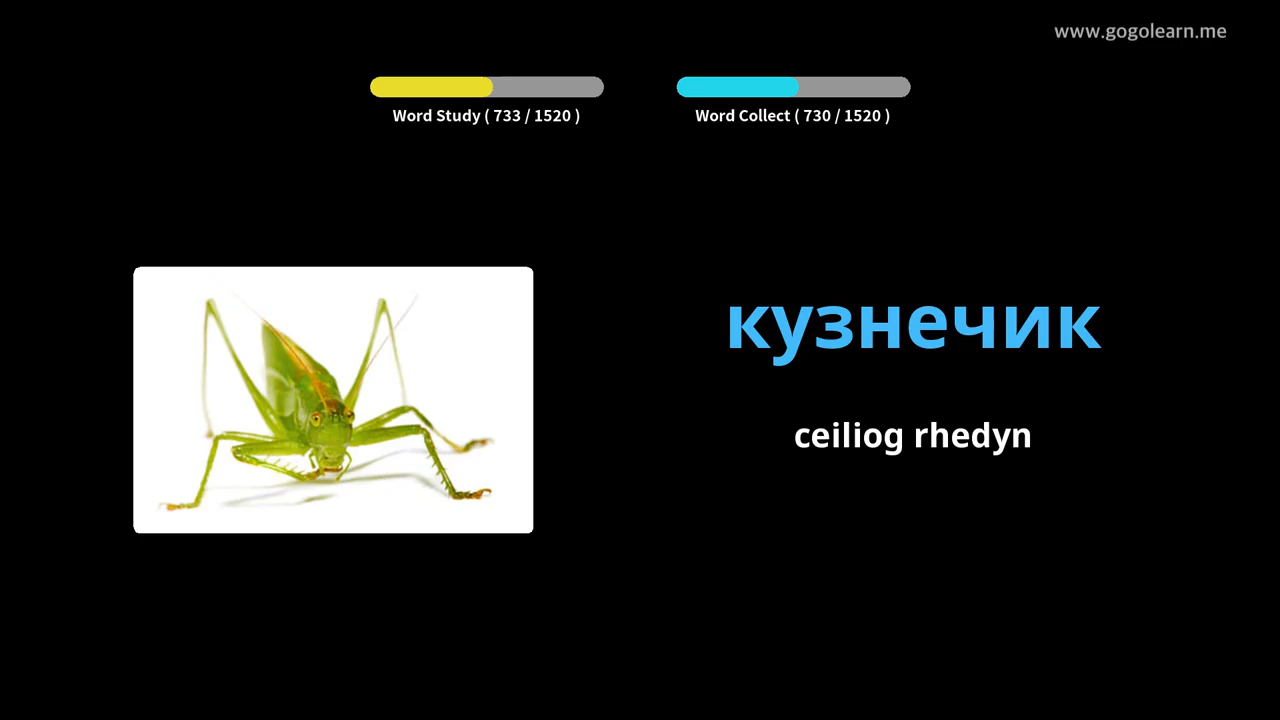 www.gogolearn.me
Word Study ( 733 / 1520 )
Word Collect ( 730 / 1520 )
кузнечик
ceiliog rhedyn